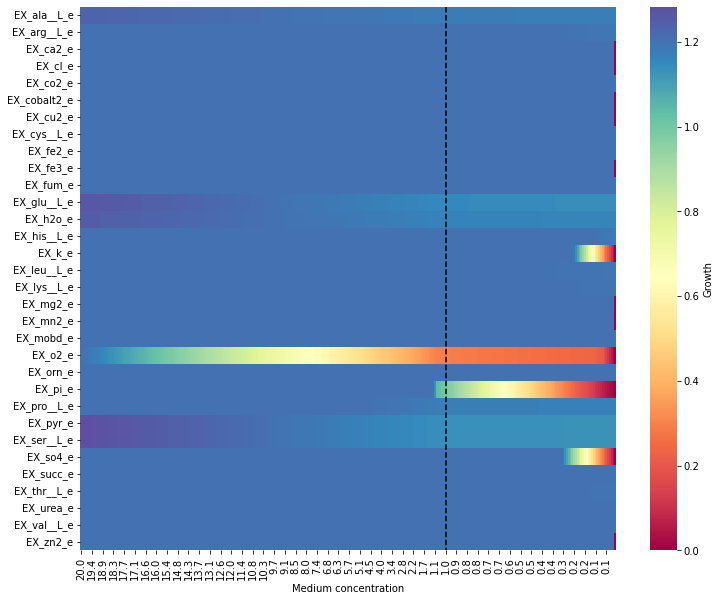 EX_ala__L_e
EX_arg__L_e
EX_ca2_e
EX_cl_e
EX_co2_e
EX_cobalt2_e
EX_cu2_e
EX_cys__L_e
EX_fe2_e
EX_fe3_e
EX_fum_e
EX_glu__L_e
EX_h2o_e
EX_his__L_e
EX_k_e
EX_leu__L_e
EX_lys__L_e
EX_mg2_e
EX_mn2_e
EX_mobd_e
EX_o2_e
EX_orn_e
EX_pi_e
EX_pro__L_e
EX_pyr_e
EX_ser__L_e
EX_so4_e
EX_succ_e
EX_thr__L_e
EX_urea_e
EX_val__L_e
EX_zn2_e
20.0 19.4 18.9 18.3 17.7 17.1 16.6 16.0 15.4 14.8 14.3 13.7 13.1 12.6 12.0 11.4 10.8 10.3 9.7 9.1 8.5 8.0 7.4 6.8 6.3 5.7 5.1 4.5 4.0 3.4 2.8 2.2 1.7 1.1 1.0 0.9 0.8 0.8 0.7 0.7 0.6 0.5 0.5 0.4 0.4 0.3 0.2 0.2 0.1 0.1
Medium concentration
1.2
1.0
0.8
0.6
0.4
0.2
0.0
Growth